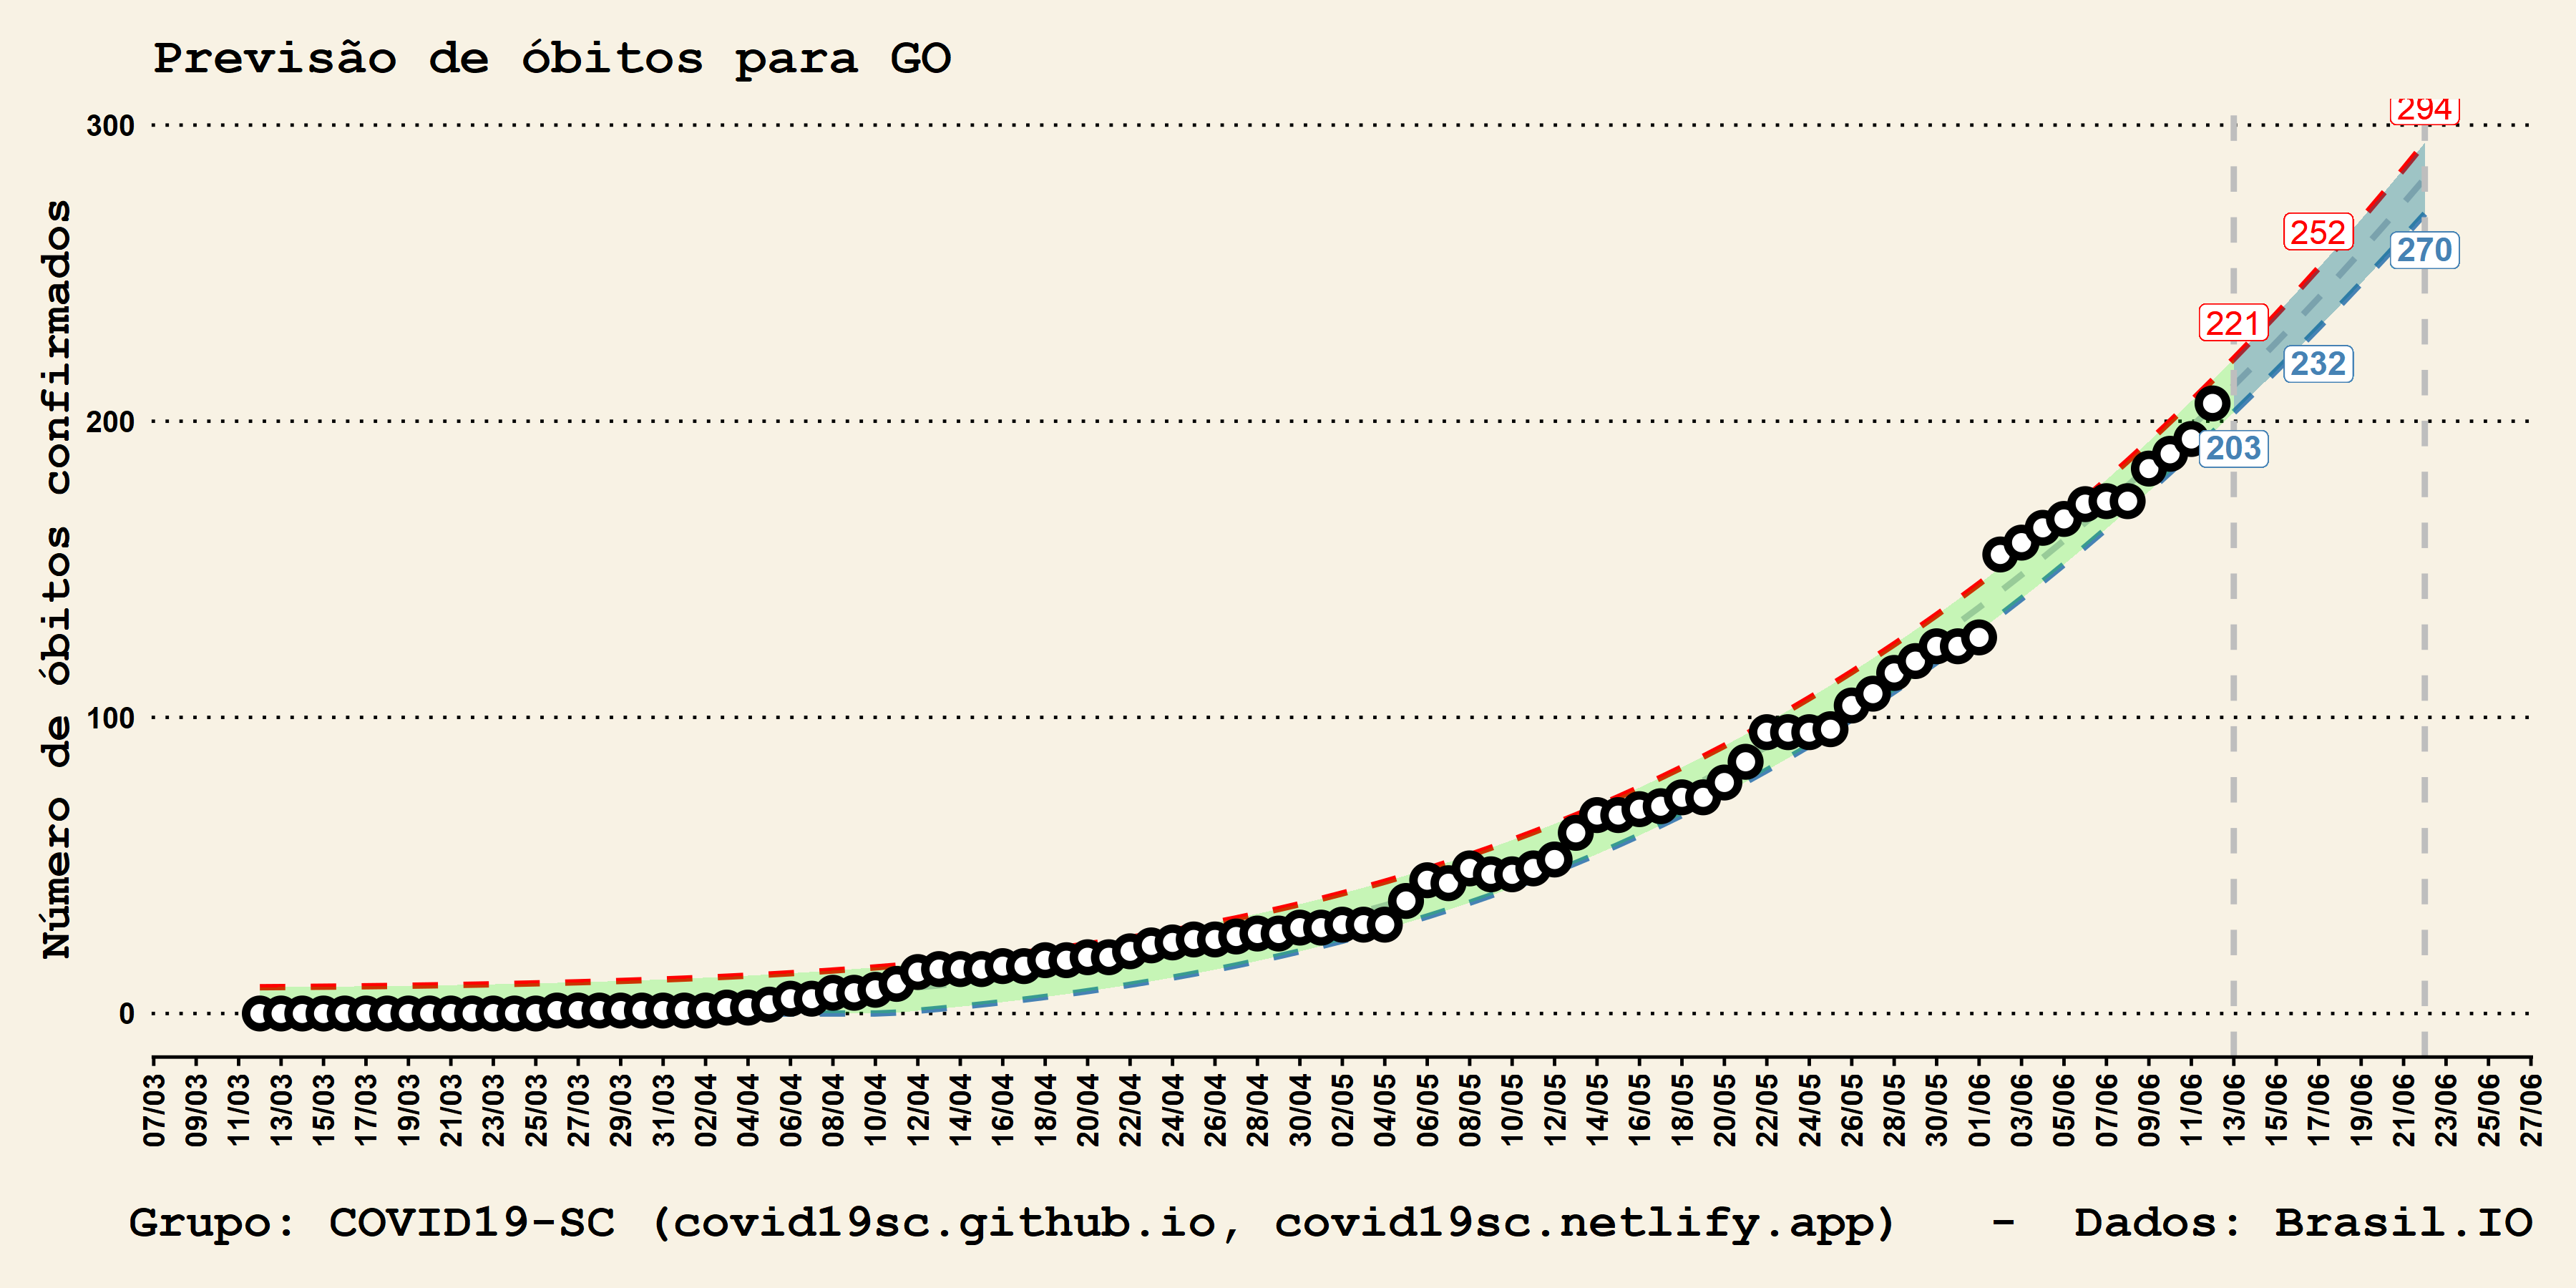 Previsão de óbitos para GO
Número de óbitos confirmados
300
200
100
0
294
252
270
221
232
203
07/03 09/03 11/03 13/03 15/03 17/03 19/03 21/03 23/03 25/03 27/03 29/03 31/03 02/04 04/04 06/04 08/04 10/04 12/04 14/04 16/04 18/04 20/04 22/04 24/04 26/04 28/04 30/04 02/05 04/05 06/05 08/05 10/05 12/05 14/05 16/05 18/05 20/05 22/05 24/05 26/05 28/05 30/05 01/06 03/06 05/06 07/06 09/06 11/06 13/06 15/06 17/06 19/06 21/06 23/06 25/06 27/06
Grupo: COVID19-SC (covid19sc.github.io, covid19sc.netlify.app) - Dados: Brasil.IO